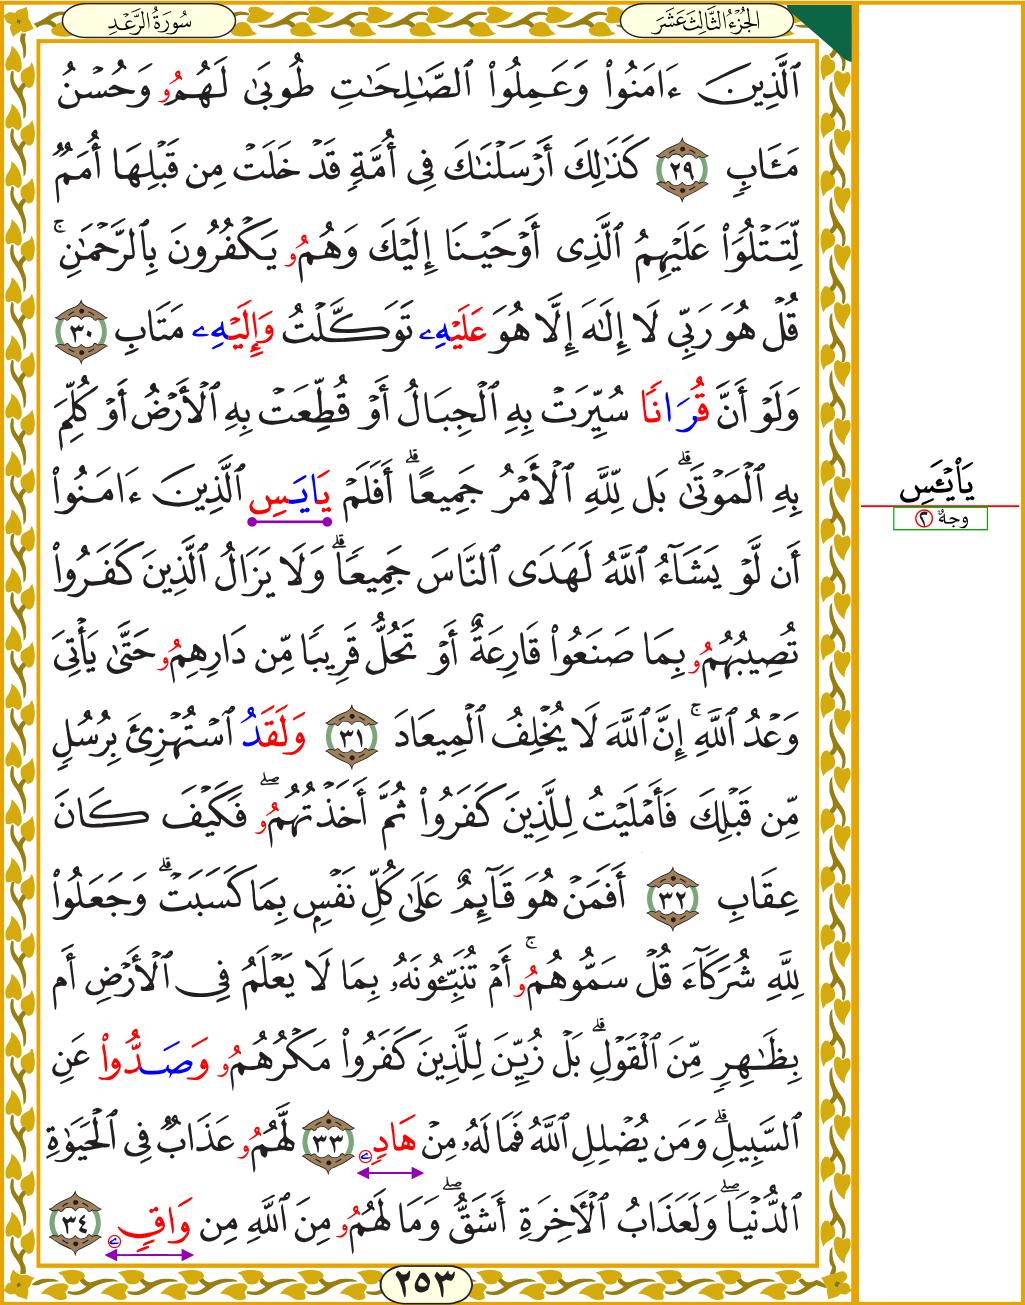 الجُزْءُ الثَّالِثَ عَشَرَ
سُورَةُ الرَّعْدِ
ٱلَّذِينَ ءَامَنُواْ وَعَمِلُواْ ٱلصَّٰلِحَٰتِ طُوبَىٰ لَهُمُۥ وَحُسْنُ
مَـَٔابٖ ٢٩ كَذَٰلِكَ أَرْسَلْنَٰكَ فِى أُمَّةٖ قَدْ خَلَتْ مِن قَبْلِهَا أُمَمٞ
لِّتَتْلُوَاْ عَلَيْهِمُ ٱلَّذِى أَوْحَيْنَا إِلَيْكَ وَهُمُۥ يَكْفُرُونَ بِٱلرَّحْمَٰنِۚ
قُلْ هُوَ رَبِّى لَا إِلَٰهَ إِلَّا هُوَ عَلَيْهِۦ تَوَكَّلْتُ وَإِلَيْهِۦ مَتَابِ ٣٠
وَلَوْ أَنَّ قُرَانٗا سُيِّرَتْ بِهِ ٱلْجِبَالُ أَوْ قُطِّعَتْ بِهِ ٱلْأَرْضُ أَوْ كُلِّمَ
بِهِ ٱلْمَوْتَىٰۗ بَل لِّلَّهِ ٱلْأَمْرُ جَمِيعًاۗ أَفَلَمْ يَايَسِ ٱلَّذِينَ ءَامَنُواْ
أَن لَّوْ يَشَآءُ ٱللَّهُ لَهَدَى ٱلنَّاسَ جَمِيعٗاۗ وَلَا يَزَالُ ٱلَّذِينَ كَفَرُواْ
تُصِيبُهُمُۥ بِمَا صَنَعُواْ قَارِعَةٌ أَوْ تَحُلُّ قَرِيبٗا مِّن دَارِهِمُۥ حَتَّىٰ يَأْتِىَ
وَعْدُ ٱللَّهِۚ إِنَّ ٱللَّهَ لَا يُخْلِفُ ٱلْمِيعَادَ ٣١ وَلَقَدُ ٱسْتُهْزِئَ بِرُسُلٖ
مِّن قَبْلِكَ فَأَمْلَيْتُ لِلَّذِينَ كَفَرُواْ ثُمَّ أَخَذْتُهُمُۥۖ فَكَيْفَ كَانَ
عِقَابِ ٣٢ أَفَمَنْ هُوَ قَآئِمٌ عَلَىٰ كُلِّ نَفْسِۭ بِمَا كَسَبَتْۗ وَجَعَلُواْ
لِلَّهِ شُرَكَآءَ قُلْ سَمُّوهُمُۥۚ أَمْ تُنَبِّـُٔونَهُۥ بِمَا لَا يَعْلَمُ فِى ٱلْأَرْضِ أَم
بِظَٰهِرٖ مِّنَ ٱلْقَوْلِۗ بَلْ زُيِّنَ لِلَّذِينَ كَفَرُواْ مَكْرُهُمُۥ وَصَدُّواْ عَنِ
ٱلسَّبِيلِۗ وَمَن يُضْلِلِ ٱللَّهُ فَمَا لَهُۥ مِنْ هَادٖے ٣٣ لَّهُمُۥ عَذَابٞ فِى ٱلْحَيَوٰةِ
ٱلدُّنْيَاۖ وَلَعَذَابُ ٱلْأَخِرَةِ أَشَقُّۖ وَمَا لَهُمُۥ مِنَ ٱللَّهِ مِن وَاقٖے ٣٤
٢٥٣
يَاْيْـَٔسِ
وجهٌ ٢